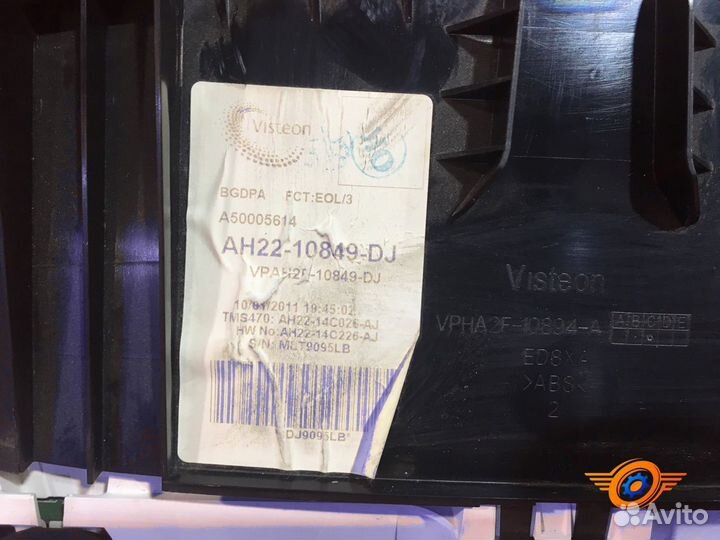 Visteon
BGDPA FCT:EOL/3
A50005614
AH22-10849-DJ
VPAH2F-10849-DJ
10/01/2011 19:45:02
TMS470: AH22-14C026-AJ
HW No: AH22-14C226-AJ
S/N: MLT9095LB
DJ9095LB
Visteon
VPHA2F-10894-A
>ABS<
2
Avito